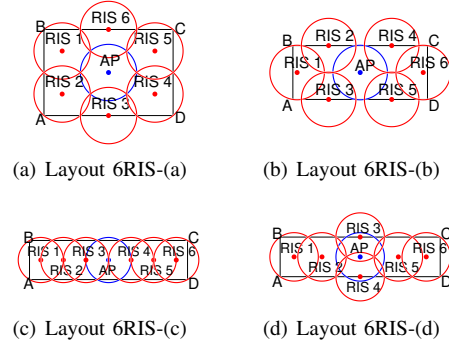 RIS 6
B
C
RIS 1
RIS 5
AP
RIS 2
RIS 4
RIS 3
A
D
(a) Layout 6RIS-(a)
B
RIS 2
RIS 4
C
RIS 1
AP
RIS 6
RIS 3
RIS 5
A
D
(b) Layout 6RIS-(b)
B
C
RIS 1
RIS 3
RIS 4
RIS 6
RIS 2
AP
RIS 5
A
D
(c) Layout 6RIS-(c)
B
RIS 3
C
RIS 1
AP
RIS 6
RIS 2
RIS 5
A
RIS 4
D
(d) Layout 6RIS-(d)